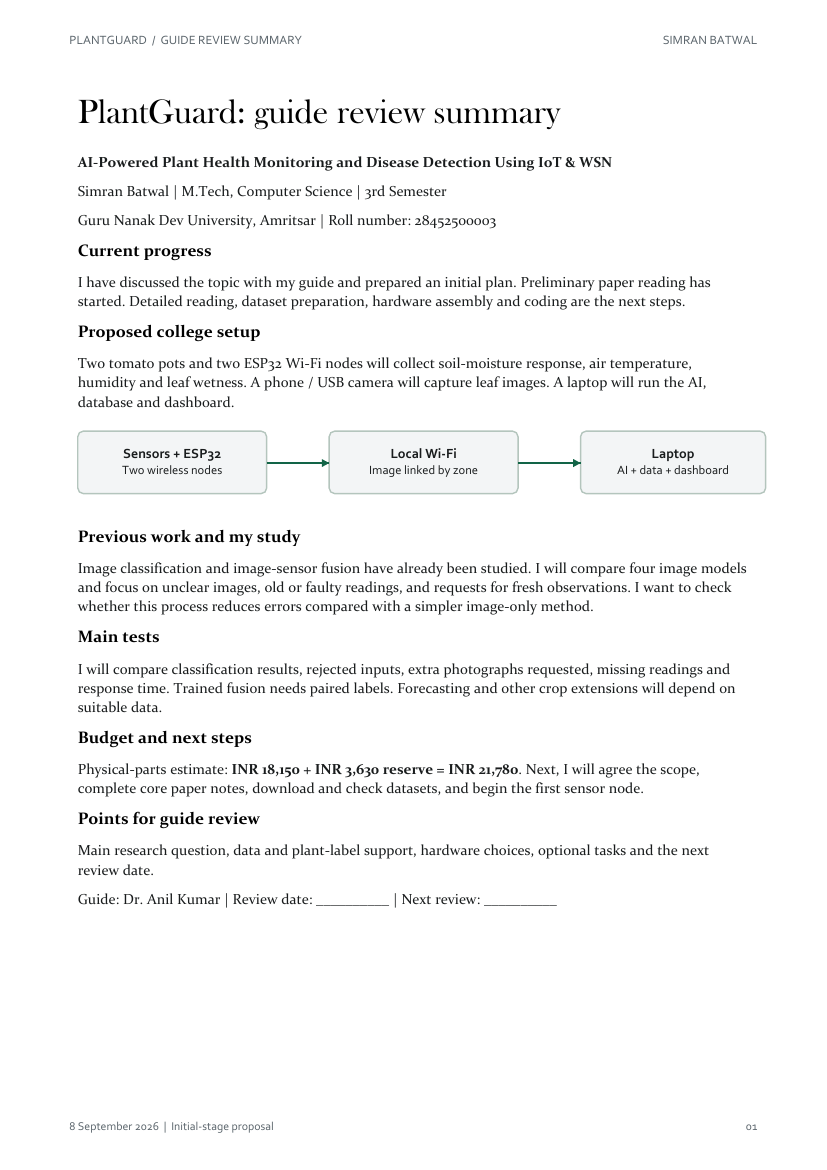 PLANTGUARD / GUIDE REVIEW SUMMARY
SIMRAN BATWAL
PlantGuard: guide review summary
AI-Powered Plant Health Monitoring and Disease Detection Using IoT & WSN
Simran Batwal | M.Tech, Computer Science | 3rd Semester
Guru Nanak Dev University, Amritsar | Roll number: 28452500003
Current progress
I have discussed the topic with my guide and prepared an initial plan. Preliminary paper reading has
started. Detailed reading, dataset preparation, hardware assembly and coding are the next steps.
Proposed college setup
Two tomato pots and two ESP32 Wi-Fi nodes will collect soil-moisture response, air temperature,
humidity and leaf wetness. A phone / USB camera will capture leaf images. A laptop will run the AI,
database and dashboard.
Sensors + ESP32
Two wireless nodes
Local Wi-Fi
Image linked by zone
Laptop
AI + data + dashboard
Previous work and my study
Image classification and image-sensor fusion have already been studied. I will compare four image models
and focus on unclear images, old or faulty readings, and requests for fresh observations. I want to check
whether this process reduces errors compared with a simpler image-only method.
Main tests
I will compare classification results, rejected inputs, extra photographs requested, missing readings and
response time. Trained fusion needs paired labels. Forecasting and other crop extensions will depend on
suitable data.
Budget and next steps
Physical-parts estimate: INR 18,150 + INR 3,630 reserve = INR 21,780. Next, I will agree the scope,
complete core paper notes, download and check datasets, and begin the first sensor node.
Points for guide review
Main research question, data and plant-label support, hardware choices, optional tasks and the next
review date.
Guide: Dr. Anil Kumar | Review date: __________ | Next review: __________
8 September 2026 | Initial-stage proposal
01